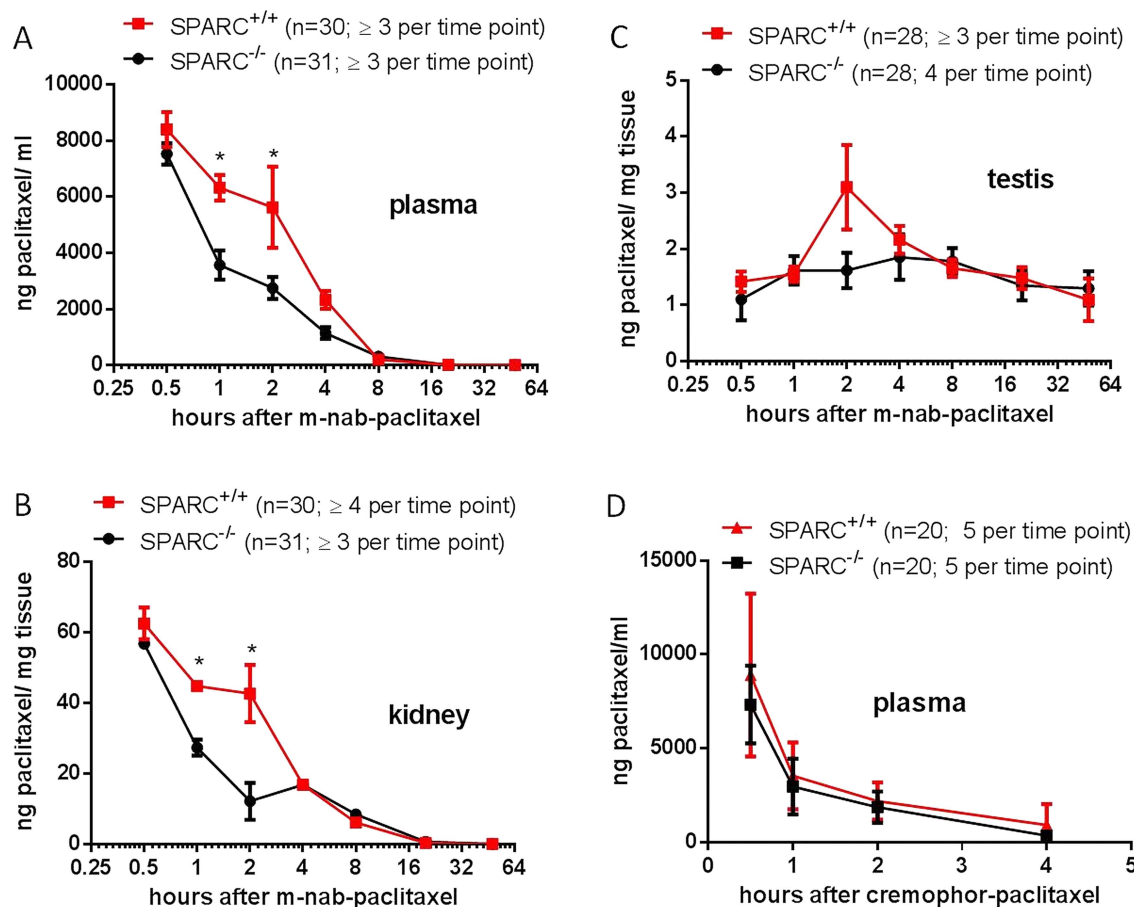 A
SPARC+/+ (n=30; ≥ 3 per time point)
SPARC-/- (n=31; ≥ 3 per time point)
10000
8000
6000
4000
2000
0
ng paclitaxel/ ml
* *
plasma
0.25 0.5 1 2 4 8 16 32 64
hours after m-nab-paclitaxel
C
SPARC+/+ (n=28; ≥ 3 per time point)
SPARC-/- (n=28; 4 per time point)
5
4
3
2
1
0
ng paclitaxel/ mg tissue
testis
0.25 0.5 1 2 4 8 16 32 64
hours after m-nab-paclitaxel
B
SPARC+/+ (n=30; ≥ 4 per time point)
SPARC-/- (n=31; ≥ 3 per time point)
80
60
40
20
0
ng paclitaxel/ mg tissue
* *
kidney
0.25 0.5 1 2 4 8 16 32 64
hours after m-nab-paclitaxel
D
SPARC+/+ (n=20; 5 per time point)
SPARC-/- (n=20; 5 per time point)
15000
10000
5000
0
ng paclitaxel/ml
plasma
0 1 2 3 4 5
hours after cremophor-paclitaxel